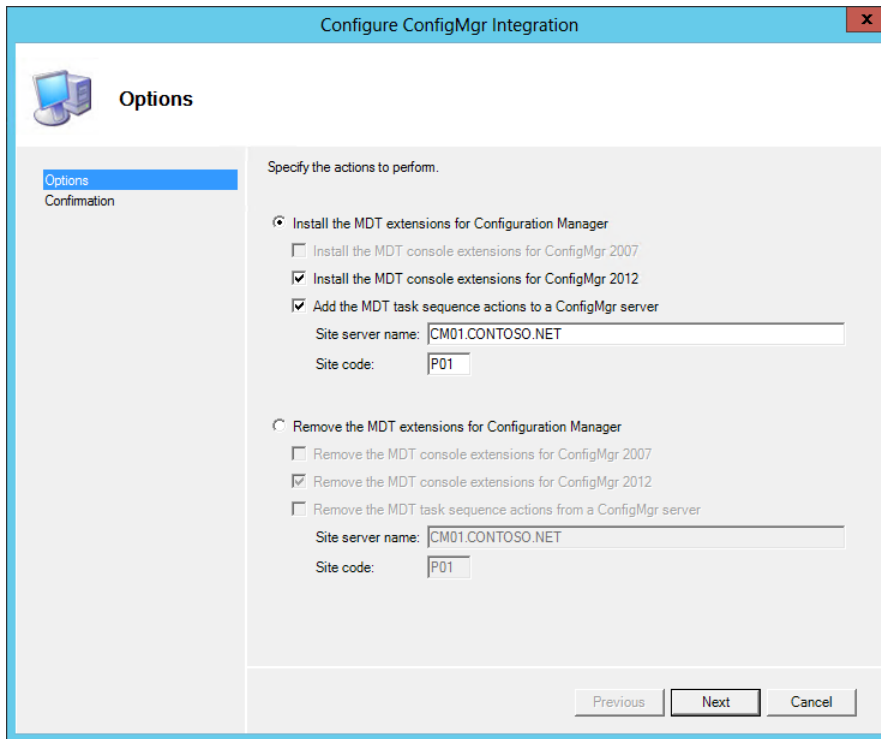 Configure ConfigMgr Integration
x
Options
Options
Confirmation
Specify the actions to perform.
Install the MDT extensions for Configuration Manager
Install the MDT console extensions for ConfigMgr 2007
Install the MDT console extensions for ConfigMgr 2012
Add the MDT task sequence actions to a ConfigMgr server
Site server name: CM01.CONTOSO.NET
Site code: P01
Remove the MDT extensions for Configuration Manager
Remove the MDT console extensions for ConfigMgr 2007
Remove the MDT console extensions for ConfigMgr 2012
Remove the MDT task sequence actions from a ConfigMgr server
Site server name: CM01.CONTOSO.NET
Site code: P01
Previous Next Cancel